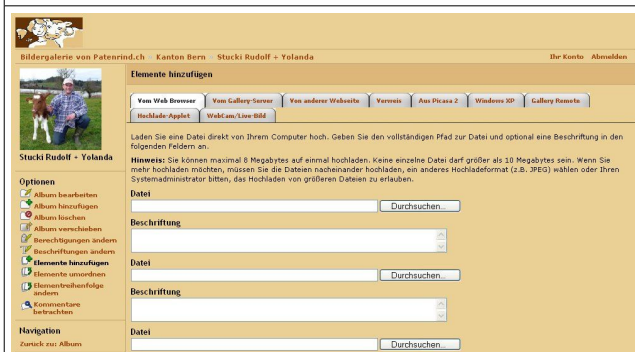 Bildergalerie von Patenrind.ch Kanton Bern Stucki Rudolf + Yolanda
Ihr Konto Abmelden
Stucki Rudolf + Yolanda
Optionen
Album bearbeiten
Album hinzufügen
Album löschen
Album verschieben
Berechtigungen ändern
Beschriftungen ändern
Elemente hinzufügen
Elemente umordnen
Elementreihenfolge
ändern
Kommentare
betrachten
Navigation
Zurück zu: Album
Elemente hinzufügen
Vom Web Browser Vom Gallery-Server Von anderer Webseite Verweis Aus Picasa 2 Windows XP Gallery Remote
Hochlade-Applet WebCam/Live-Bild
Laden Sie eine Datei direkt von Ihrem Computer hoch. Geben Sie den vollständigen Pfad zur Datei und optional eine Beschriftung in den
folgenden Feldern an.
Hinweis: Sie können maximal 8 Megabytes auf einmal hochladen. Keine einzelne Datei darf größer als 10 Megabytes sein. Wenn Sie
mehr hochladen möchten, müssen Sie die Dateien nacheinander hochladen, ein anderes Hochladeformat (z.B. JPEG) wählen oder Ihren
Systemadministrator bitten, das Hochladen von größeren Dateien zu erlauben.
Datei
Durchsuchen...
Beschriftung
Datei
Durchsuchen...
Beschriftung
Datei
Durchsuchen...